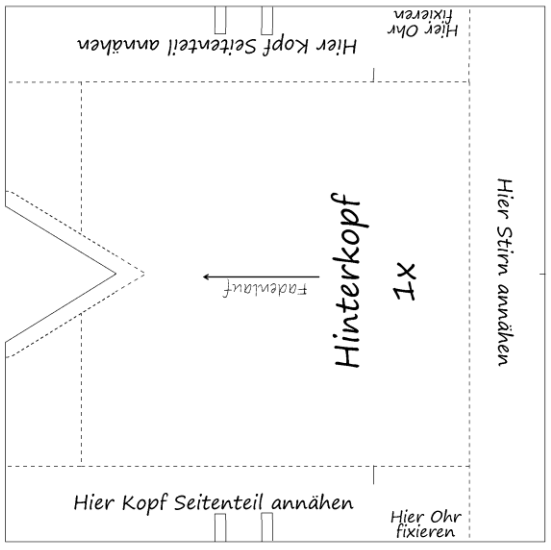 Hier Ohr
fixieren
Hier Kopf Seitenteil annähen
Hinterkopf
1x
Fadenlauf
Hier Stirn annähen
Hier Kopf Seitenteil annähen
Hier Ohr
fixieren